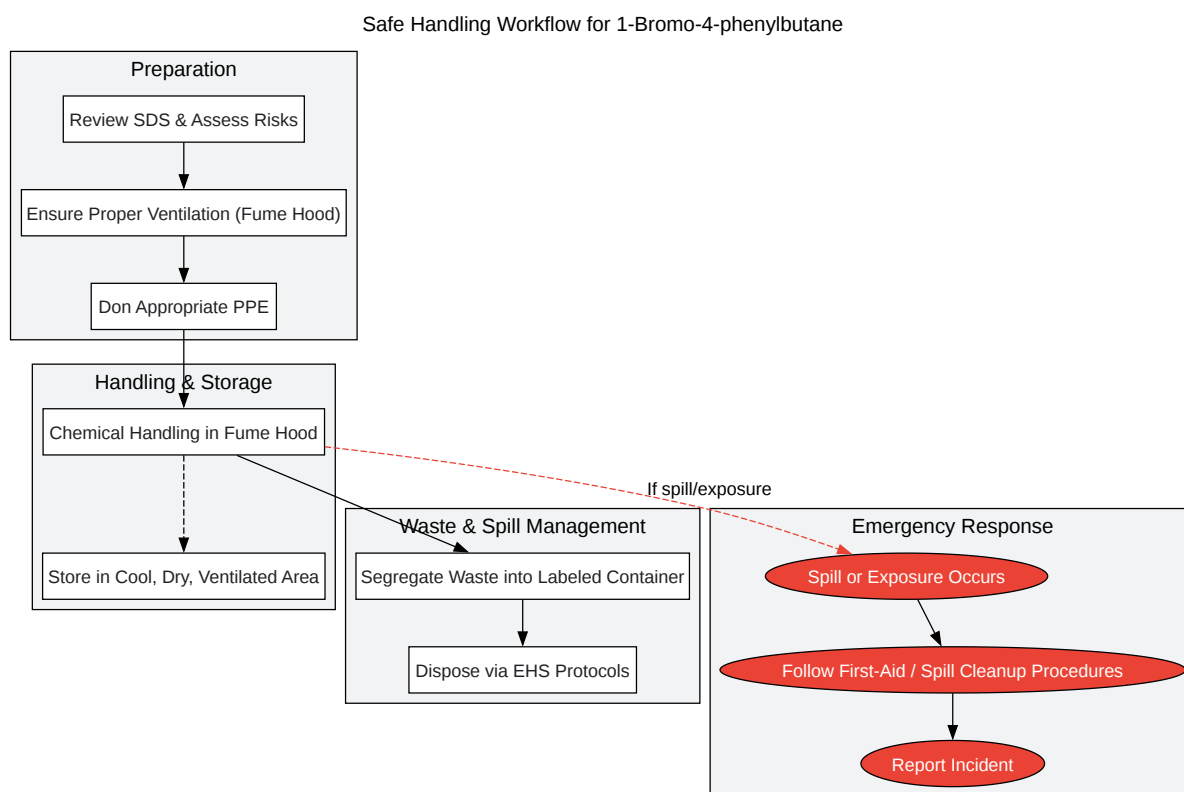 Safe Handling Workflow for 1-Bromo-4-phenylbutane
Preparation
Review SDS & Assess Risks
Ensure Proper Ventilation (Fume Hood)
Don Appropriate PPE
Handling & Storage
Chemical Handling in Fume Hood
Store in Cool, Dry, Ventilated Area
If spill/exposure
Waste & Spill Management
Segregate Waste into Labeled Container
Dispose via EHS Protocols
Emergency Response
Spill or Exposure Occurs
Follow First-Aid / Spill Cleanup Procedures
Report Incident